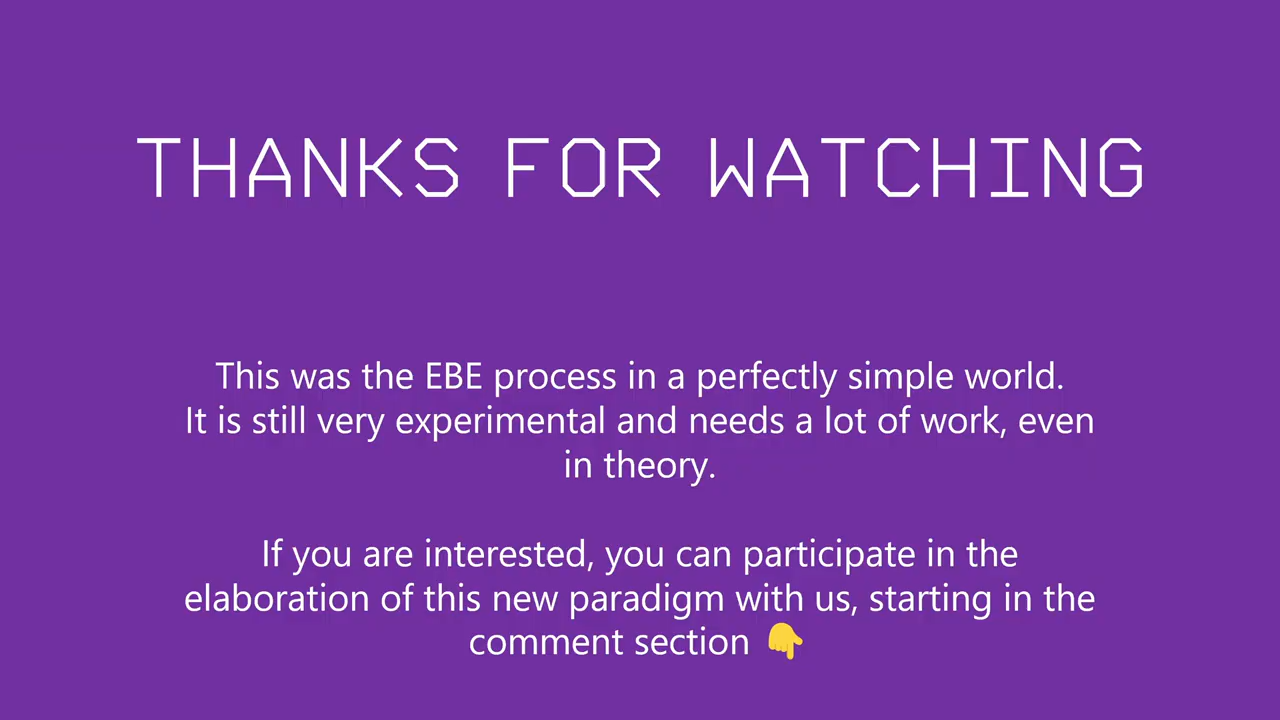 THANKS FOR WATCHING
This was the EBE process in a perfectly simple world.
It is still very experimental and needs a lot of work, even
in theory.
If you are interested, you can participate in the
elaboration of this new paradigm with us, starting in the
comment section 👇